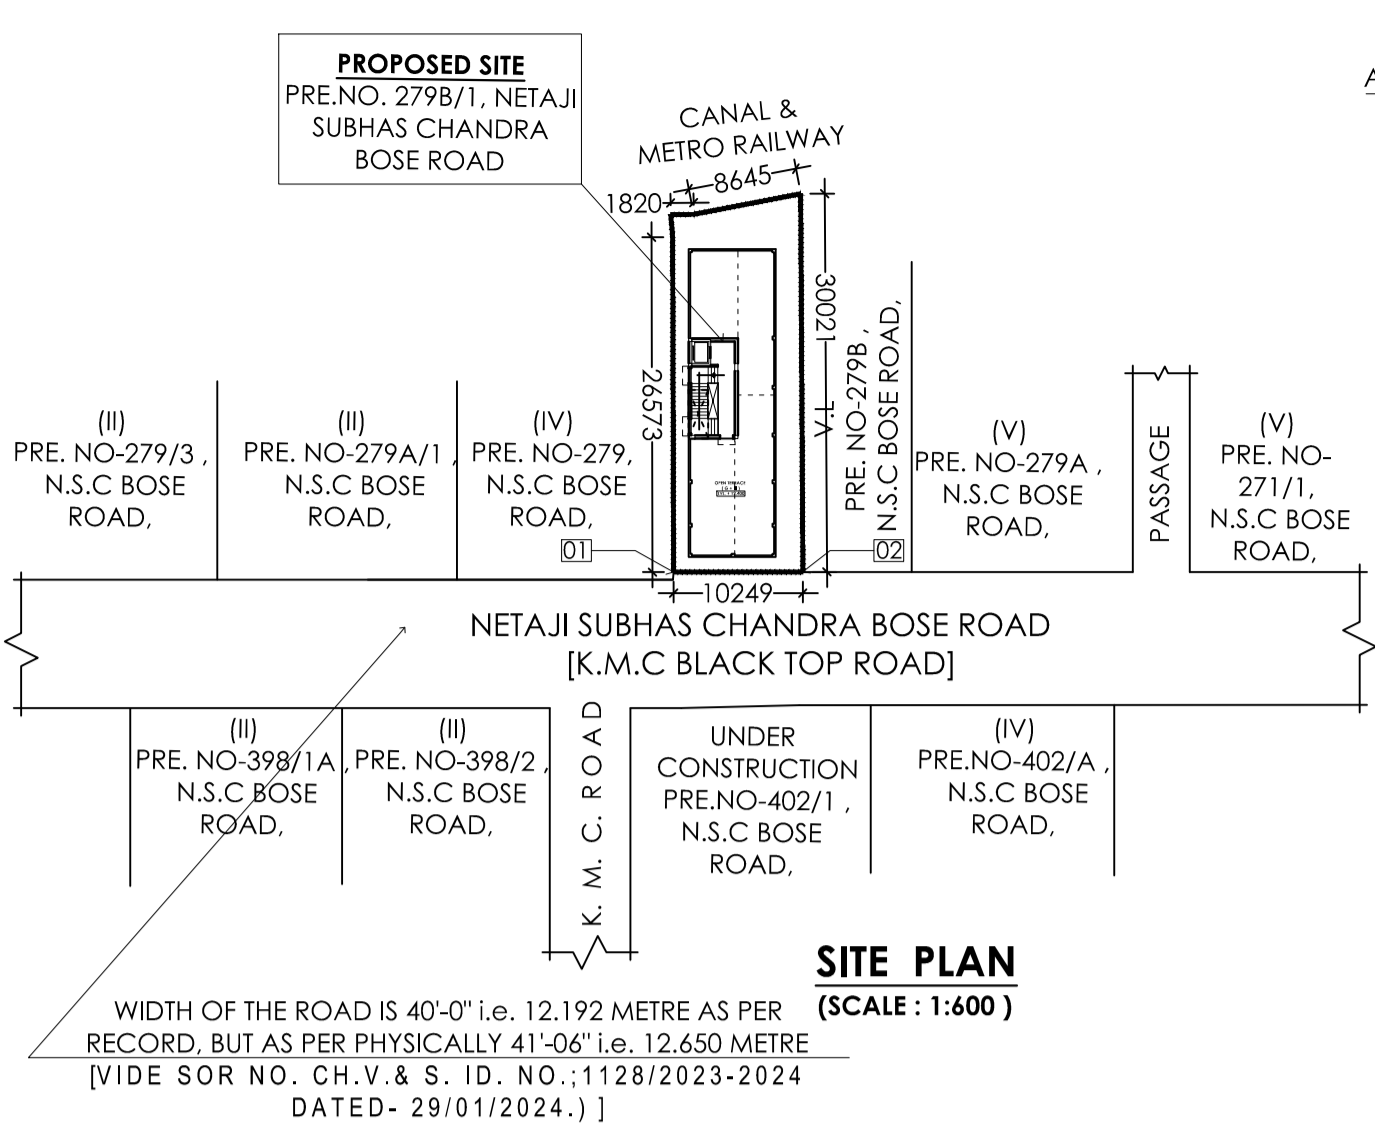 PROPOSED SITE
PRE.NO. 279B/1, NETAJI
SUBHAS CHANDRA
BOSE ROAD
A
CANAL &
METRO RAILWAY
8645
1820
30021
26573
(II)
PRE. NO-279/3 ,
N.S.C BOSE
ROAD,
(II)
PRE. NO-279A/1 ,
N.S.C BOSE
ROAD,
(IV)
PRE. NO-279,
N.S.C BOSE
ROAD,
OPEN TERRACE
PRE. NO-279B ,
N.S.C BOSE ROAD,
(V)
PRE. NO-279A ,
N.S.C BOSE
ROAD,
PASSAGE
(V)
PRE. NO-
271/1,
N.S.C BOSE
ROAD,
01
02
10249
NETAJI SUBHAS CHANDRA BOSE ROAD
[K.M.C BLACK TOP ROAD]
(II)
PRE. NO-398/1A ,
N.S.C BOSE
ROAD,
(II)
PRE. NO-398/2 ,
N.S.C BOSE
ROAD,
K. M. C. ROAD
UNDER
CONSTRUCTION
PRE.NO-402/1 ,
N.S.C BOSE
ROAD,
(IV)
PRE.NO-402/A ,
N.S.C BOSE
ROAD,
SITE PLAN
(SCALE : 1:600 )
WIDTH OF THE ROAD IS 40'-0" i.e. 12.192 METRE AS PER
RECORD, BUT AS PER PHYSICALLY 41'-06" i.e. 12.650 METRE
[VIDE SOR NO. CH.V.& S. ID. NO.;1128/2023-2024
DATED- 29/01/2024.) ]